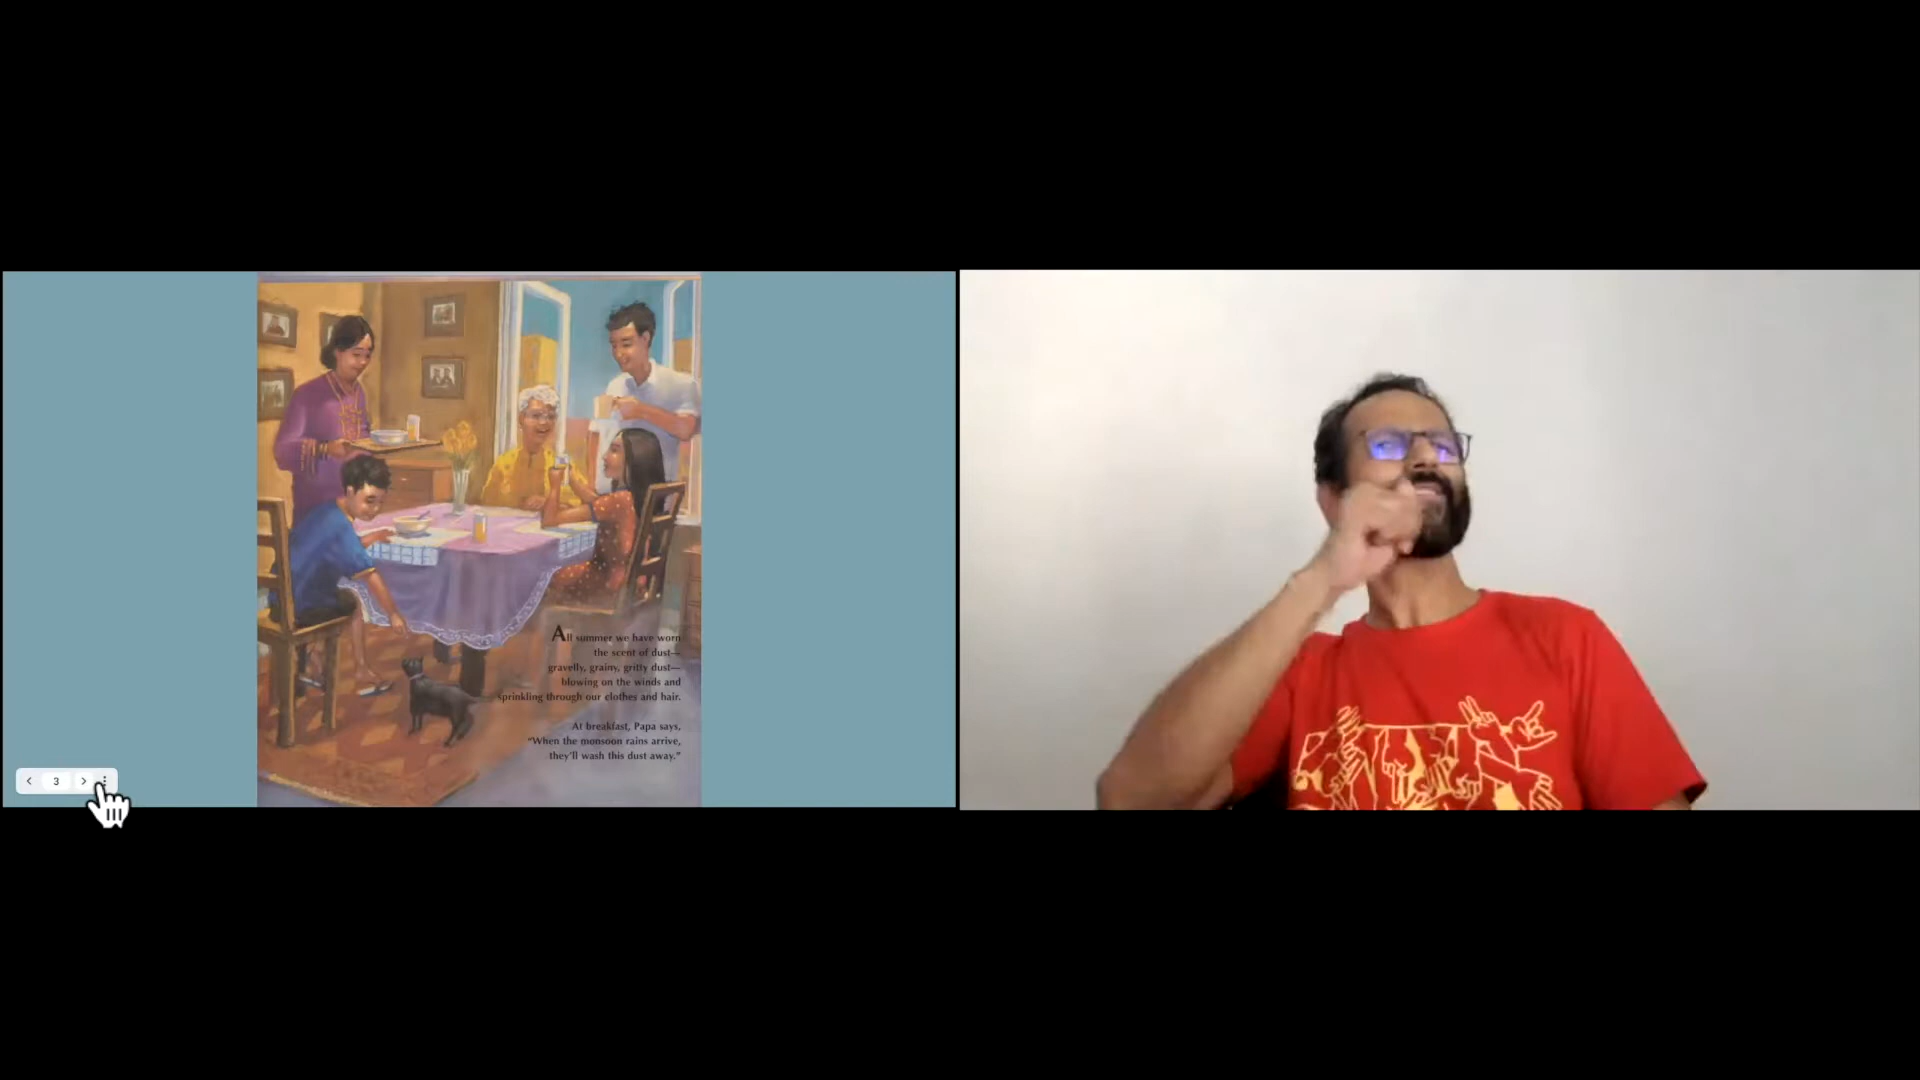 All summer we have worn
the scent of dust—
gravelly, grainy, gritty dust—
blowing on the winds and
sprinkling through our clothes and hair.
At breakfast, Papa says,
“When the monsoon rains arrive,
they’ll wash this dust away.”
3